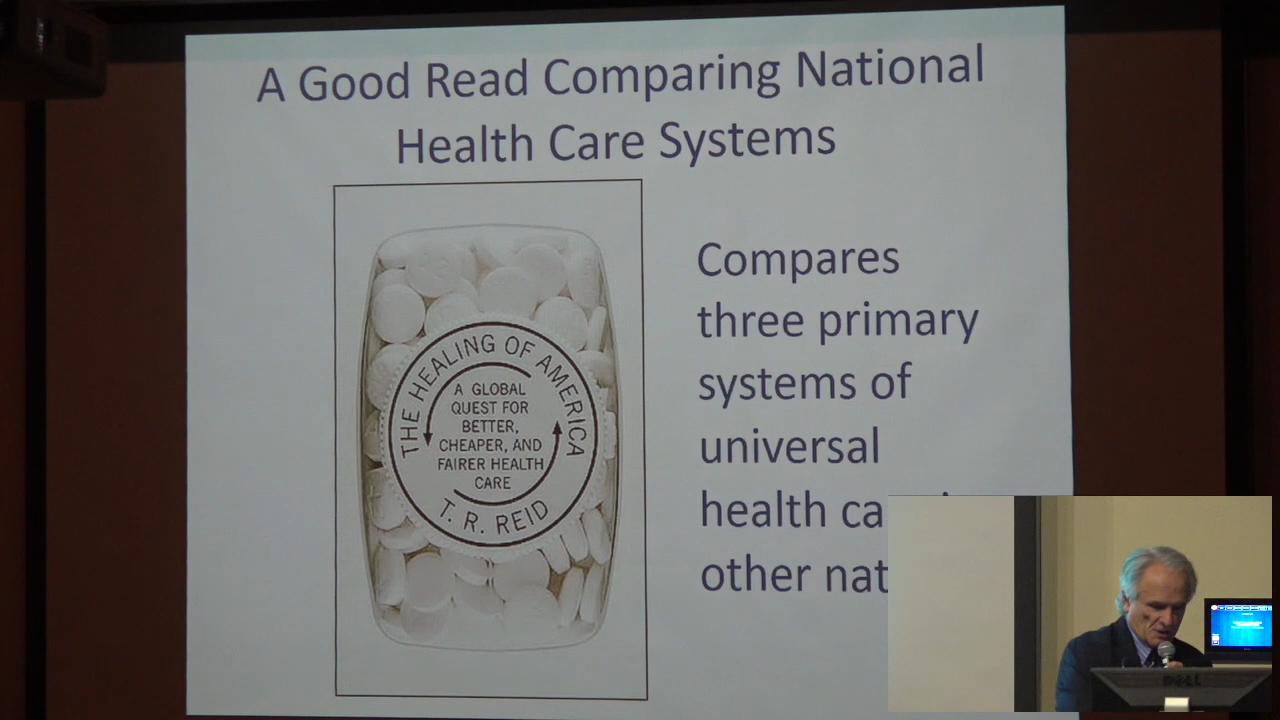 A Good Read Comparing National
Health Care Systems
Compares
three primary
systems of
universal
health ca
other nat
THE HEALING OF AMERICA
A GLOBAL
QUEST FOR
BETTER,
CHEAPER, AND
FAIRER HEALTH
CARE
T. R. REID
DELL